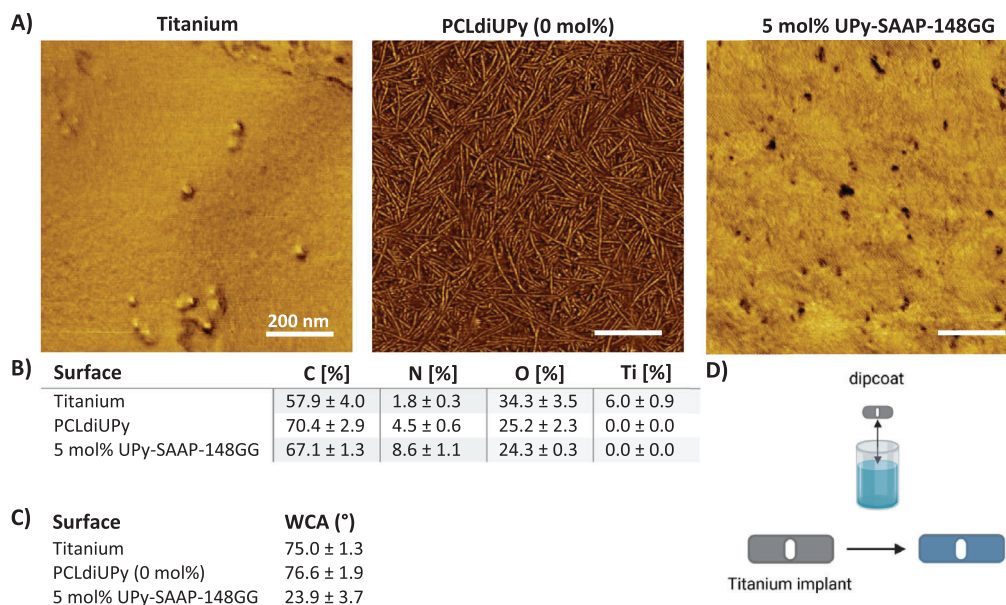 A) Titanium PCLdiUPy (0 mol%) 5 mol% UPy-SAAP-148GG
200 nm
B) Surface C [%] N [%] O [%] Ti [%]
Titanium 57.9 ± 4.0 1.8 ± 0.3 34.3 ± 3.5 6.0 ± 0.9
PCLdiUPy 70.4 ± 2.9 4.5 ± 0.6 25.2 ± 2.3 0.0 ± 0.0
5 mol% UPy-SAAP-148GG 67.1 ± 1.3 8.6 ± 1.1 24.3 ± 0.3 0.0 ± 0.0
C) Surface WCA (°)
Titanium 75.0 ± 1.3
PCLdiUPy (0 mol%) 76.6 ± 1.9
5 mol% UPy-SAAP-148GG 23.9 ± 3.7
D)
dipcoat
Titanium implant